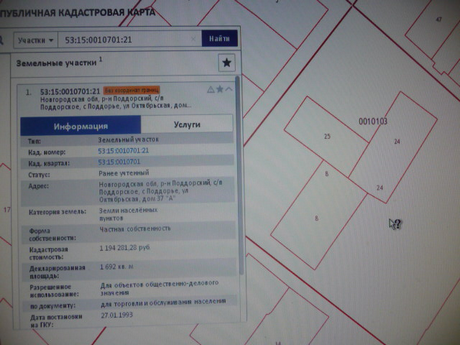 ПУБЛИЧНАЯ КАДАСТРОВАЯ КАРТА
Участки 53:15:0010701:21 Найти
Земельные участки 1
1. 53:15:0010701:21 Без координат границ
Новгородская обл, р-н Поддорский, с/в
Поддорское, с Поддорье, ул Октябрьская, дом...
Информация Услуги
Тип: Земельный участок
Кад. номер: 53:15:0010701:21
Кад. квартал: 53:15:0010701
Статус: Ранее учтенный
Адрес: Новгородская обл, р-н Поддорский, с/в
Поддорское, с Поддорье, ул
Октябрьская, дом 37 "А"
Категория земель: Земли населённых
пунктов
Форма
собственности: Частная собственность
Кадастровая
стоимость: 1 194 201,20 руб
Декларированная
площадь: 1 692 кв. м
Разрешенное
использование: Для объектов общественно-делового
значения
по документу: для торговли и обслуживания населения
Дата постановки
на ГКУ: 27.01.1993
47
0010103
25
24
8
24
6
17